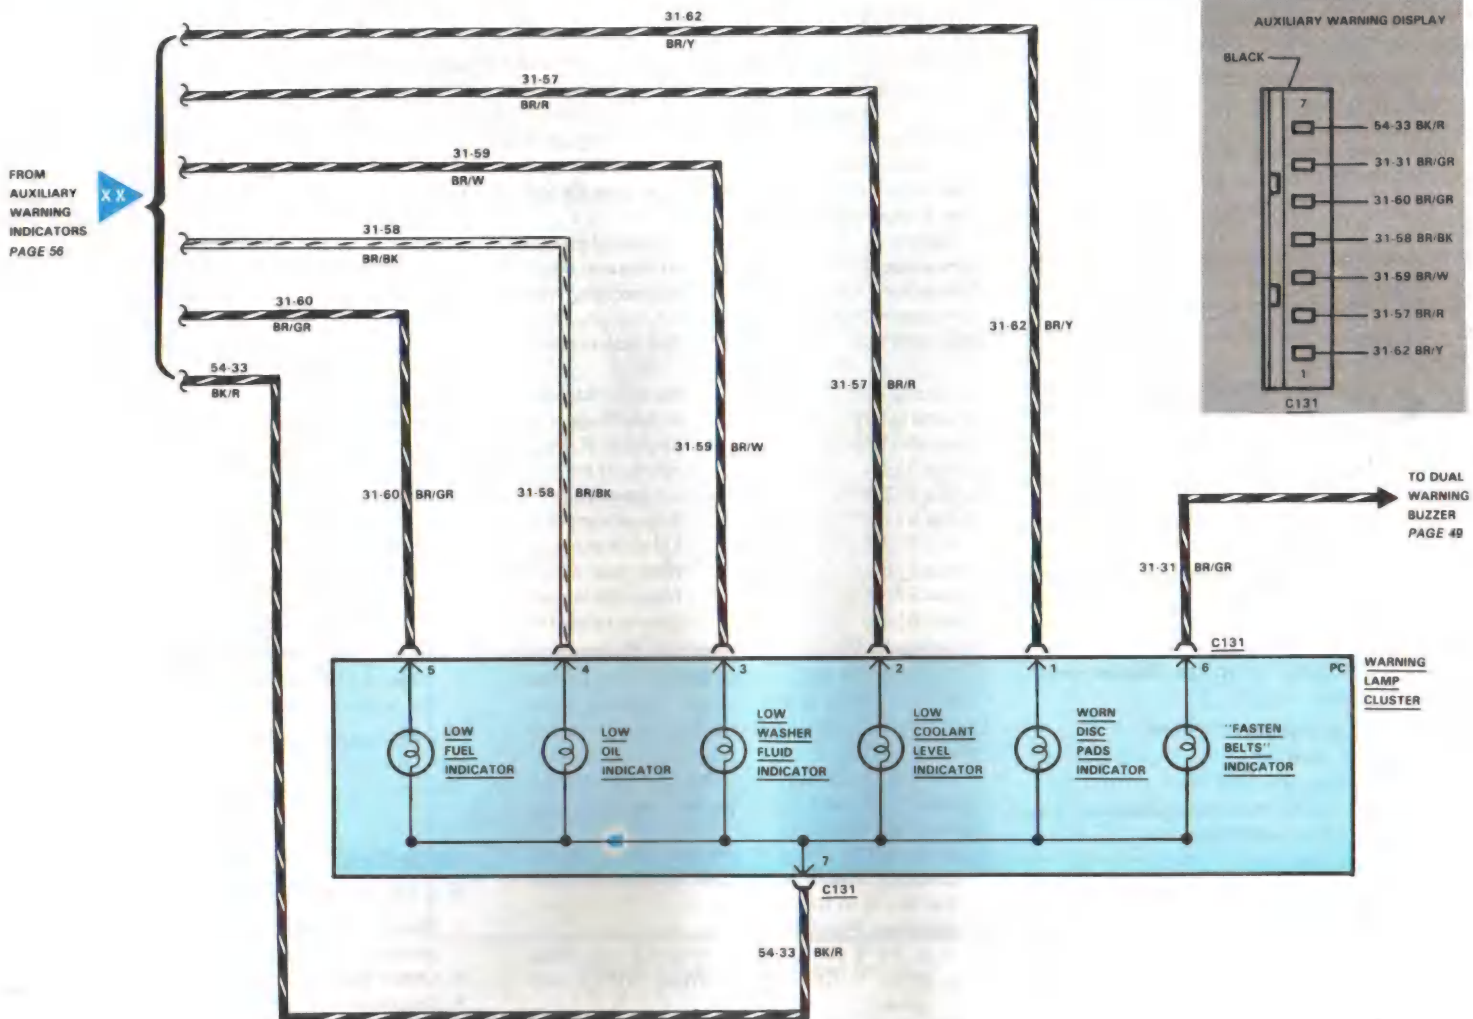 31-62
BR/Y
31-57
BR/R
31-59
BR/W
31-58
BR/BK
31-60
BR/GR
54-33
BK/R
FROM
AUXILIARY
WARNING
INDICATORS
PAGE 56
XX
AUXILIARY WARNING DISPLAY
BLACK
7
54-33 BK/R
31-31 BR/GR
31-60 BR/GR
31-58 BR/BK
31-59 BR/W
31-57 BR/R
31-62 BR/Y
1
C131
31-62 BR/Y
31-57 BR/R
31-59 BR/W
31-60 BR/GR
31-58 BR/BK
TO DUAL
WARNING
BUZZER
PAGE 49
31-31 BR/GR
C131
5
4
3
2
1
6
PC
WARNING
LAMP
CLUSTER
LOW
FUEL
INDICATOR
LOW
OIL
INDICATOR
LOW
WASHER
FLUID
INDICATOR
LOW
COOLANT
LEVEL
INDICATOR
WORN
DISC
PADS
INDICATOR
"FASTEN
BELTS"
INDICATOR
7
C131
54-33 BK/R